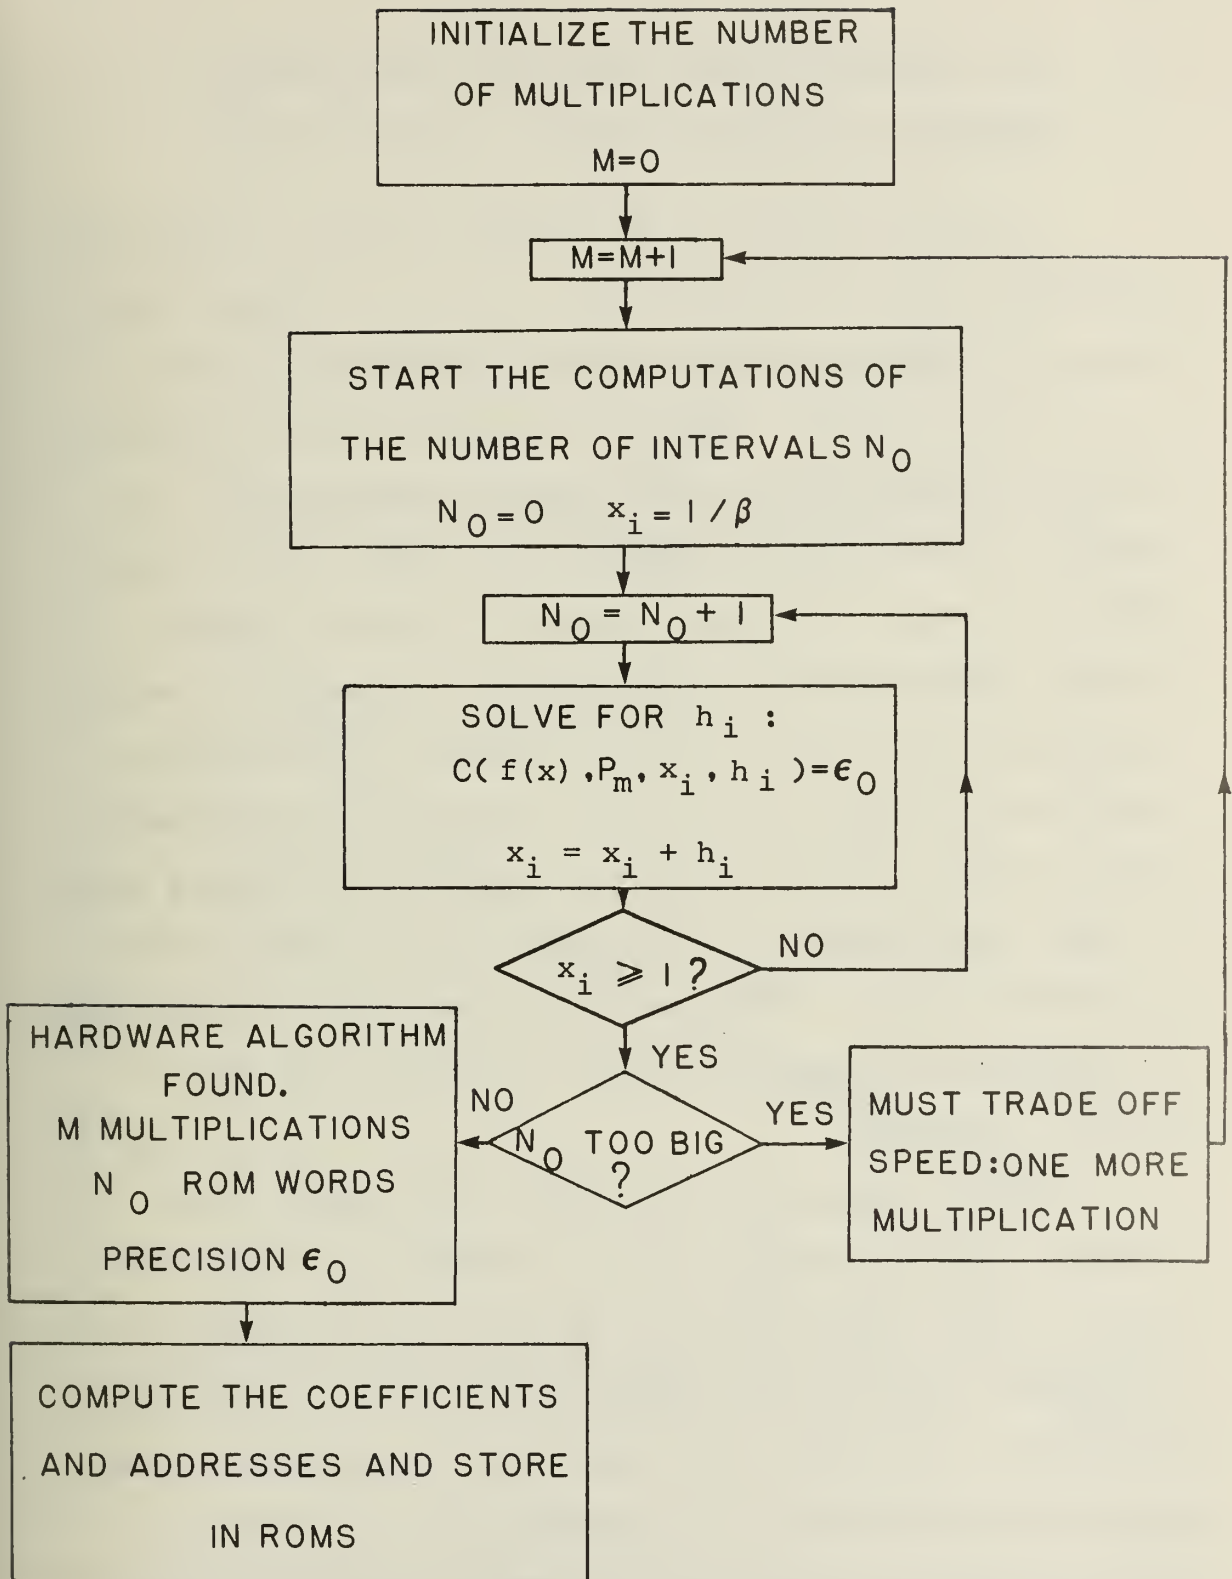 INITIALIZE THE NUMBER
OF MULTIPLICATIONS
M=0
M=M+1
START THE COMPUTATIONS OF
THE NUMBER OF INTERVALS N₀
N₀=0 xᵢ=1/β
N₀=N₀+1
SOLVE FOR hᵢ:
C(f(x),Pₘ,xᵢ,hᵢ)=ϵ₀
xᵢ = xᵢ + hᵢ
NO
xᵢ ⩾ 1?
YES
HARDWARE ALGORITHM
FOUND.
M MULTIPLICATIONS
N₀ ROM WORDS
PRECISION ϵ₀
NO
N₀ TOO BIG
?
YES
MUST TRADE OFF
SPEED:ONE MORE
MULTIPLICATION
COMPUTE THE COEFFICIENTS
AND ADDRESSES AND STORE
IN ROMS